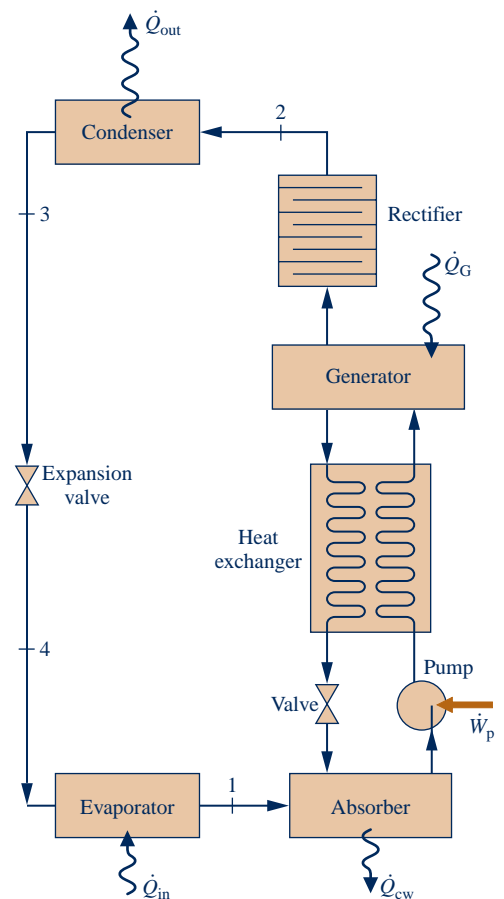 Q̇out
Condenser
2
3
Rectifier
Q̇G
Generator
Expansion
valve
Heat
exchanger
4
Pump
Valve
Ẇp
Evaporator
1
Absorber
Q̇in
Q̇cw